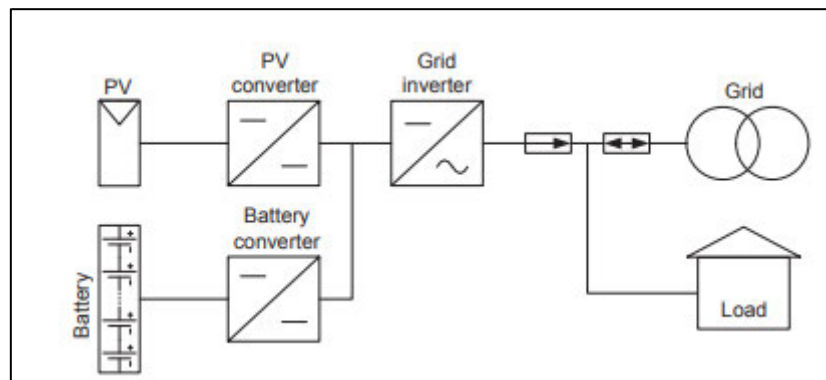 PV
PV
converter
Grid
inverter
Grid
Battery
Battery
converter
Load